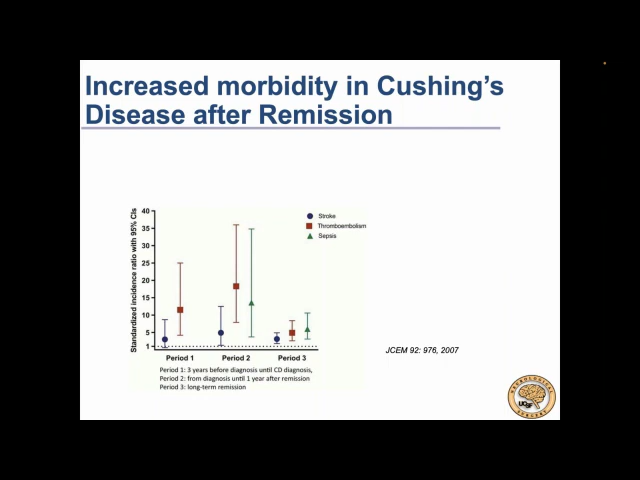 Increased morbidity in Cushing's
Disease after Remission
Standardized incidence ratio with 95% CIs
40
35
30
25
20
15
10
5
1
Stroke
Thromboembolism
Sepsis
Period 1
Period 2
Period 3
Period 1: 3 years before diagnosis until CD diagnosis,
Period 2: from diagnosis until 1 year after remission
Period 3: long-term remission
JCEM 92: 976, 2007
NEUROLOGICAL
UCSF
SURGERY